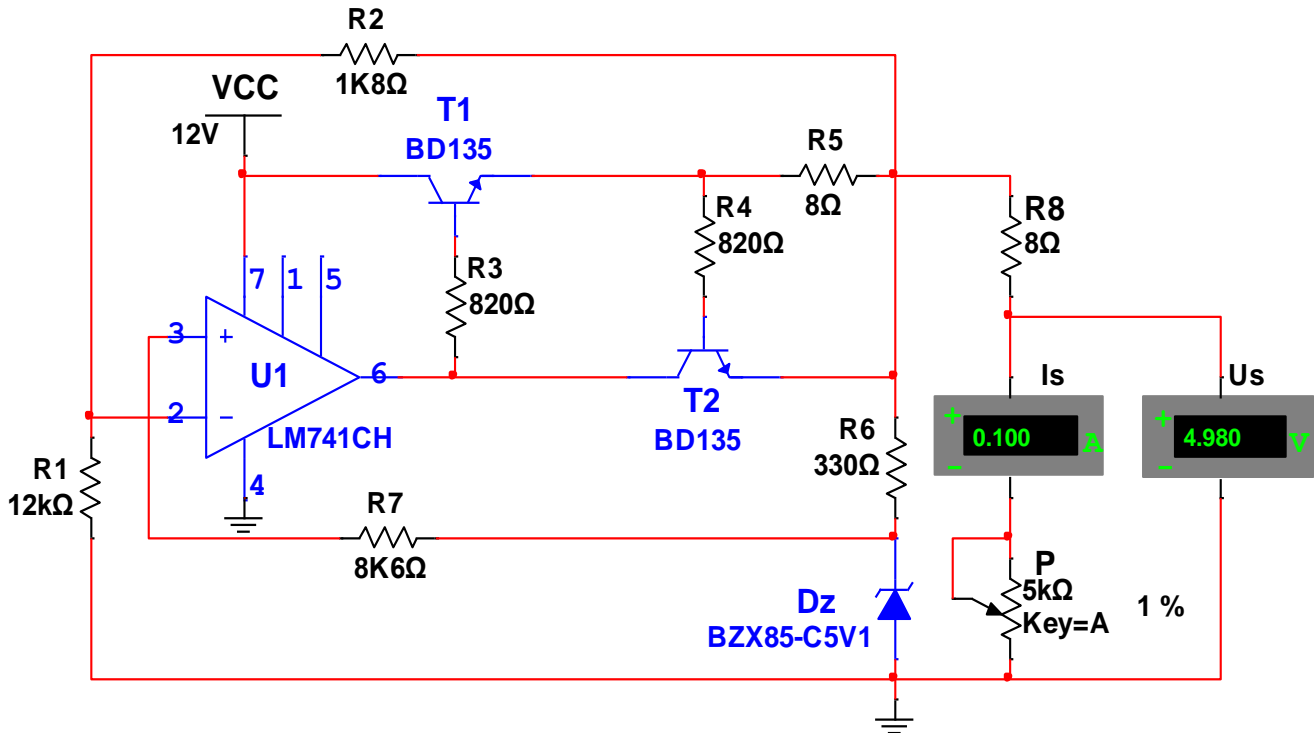 R2
1KΩ8Ω
VCC
12V
T1
BD135
R5
8Ω
R4
820Ω
R8
8Ω
R3
820Ω
7
1
5
3
+
U1
6
2
−
LM741CH
4
T2
BD135
Is
Us
+
0.100
A
−
+
4.980
V
−
R6
330Ω
R1
12kΩ
R7
8K6Ω
P
5kΩ
Key=A
1 %
Dz
BZX85-C5V1